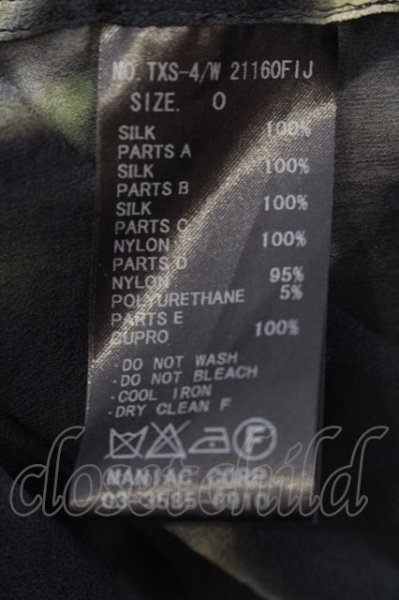 NO. TXS-4/W 21160FIJ
SIZE. 0
SILK 100%
PARTS A
SILK 100%
PARTS B
SILK 100%
PARTS C
NYLON 100%
PARTS D
NYLON 95%
POLYURETHANE 5%
PARTS E
CUPRO 100%
·DO NOT WASH
·DO NOT BLEACH
·COOL IRON
·DRY CLEAN F
F
MANIAC CORP.
closetchild